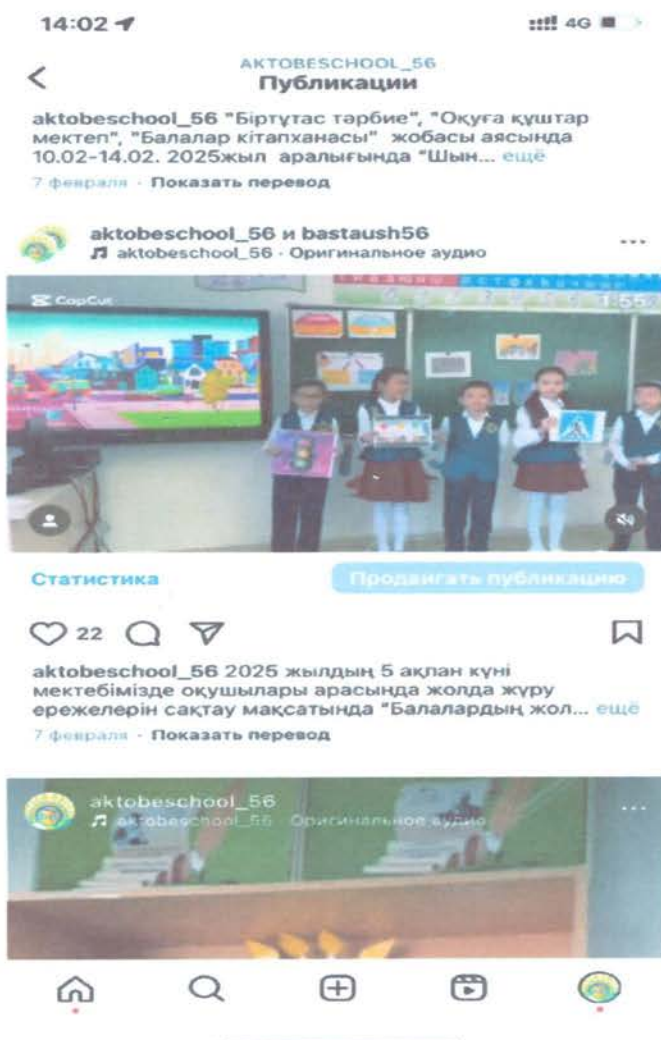 14:02
4G
AKTOBESCHOOL_56
Публикации
aktobeschool_56 "Біртұтас тәрбие", "Оқуға құштар
мектеп", "Балалар кітапханасы" жобасы аясында
10.02-14.02. 2025жыл аралығында "Шын... ещё
7 февраля · Показать перевод
aktobeschool_56 и bastaush56
aktobeschool_56 · Оригинальное аудио
CapCut
1:55
Статистика
Продвигать публикацию
22
aktobeschool_56 2025 жылдың 5 ақпан күні
мектебімізде оқушылары арасында жолда жүру
ережелерін сақтау мақсатында "Балалардың жол... ещё
7 февраля · Показать перевод
aktobeschool_56
aktobeschool_56 · Оригинальное аудио